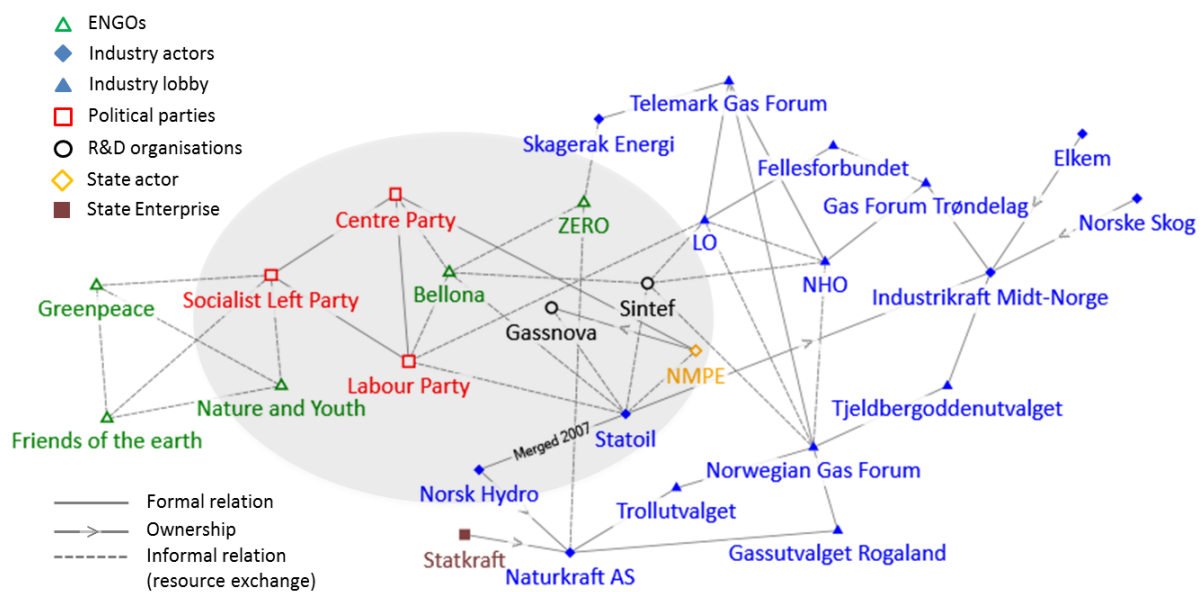 ENGOs
Industry actors
Industry lobby
Political parties
R&D organisations
State actor
State Enterprise
Telemark Gas Forum
Skagerak Energi
Fellesforbundet
Elkem
Gas Forum Trøndelag
Norske Skog
Centre Party
ZERO
LO
NHO
Industrikraft Midt-Norge
Greenpeace
Socialist Left Party
Bellona
Sintef
Gassnova
Labour Party
NMPE
Nature and Youth
Tjeldbergoddenutvalget
Friends of the earth
Statoil
Merged 2007
Norwegian Gas Forum
Norsk Hydro
Trollutvalget
Gassutvalget Rogaland
Statkraft
Naturkraft AS
Formal relation
Ownership
Informal relation
(resource exchange)